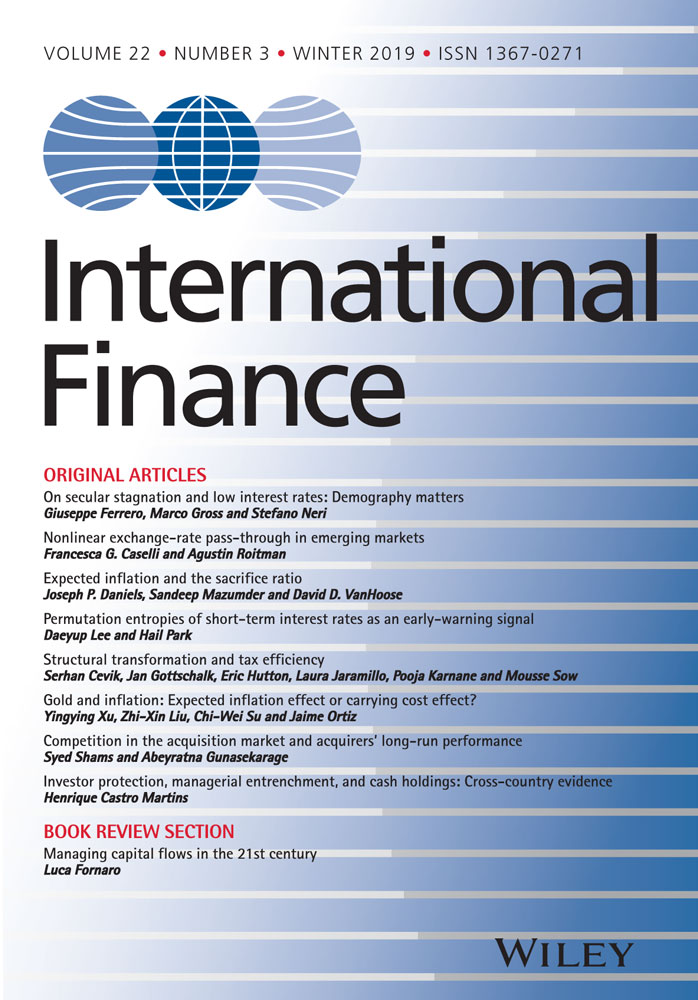 VOLUME 22 • NUMBER 3 • WINTER 2019 • ISSN 1367-0271
International
Finance
ORIGINAL ARTICLES
On secular stagnation and low interest rates: Demography matters
Giuseppe Ferrero, Marco Gross and Stefano Neri
Nonlinear exchange-rate pass-through in emerging markets
Francesca G. Caselli and Agustin Roitman
Expected inflation and the sacrifice ratio
Joseph P. Daniels, Sandeep Mazumder and David D. VanHoose
Permutation entropies of short-term interest rates as an early-warning signal
Daeyup Lee and Hail Park
Structural transformation and tax efficiency
Serhan Cevik, Jan Gottschalk, Eric Hutton, Laura Jaramillo, Pooja Karnane and Mousse Sow
Gold and inflation: Expected inflation effect or carrying cost effect?
Yingying Xu, Zhi-Xin Liu, Chi-Wei Su and Jaime Ortiz
Competition in the acquisition market and acquirers' long-run performance
Syed Shams and Abeyratna Gunasekarage
Investor protection, managerial entrenchment, and cash holdings: Cross-country evidence
Henrique Castro Martins
BOOK REVIEW SECTION
Managing capital flows in the 21st century
Luca Fornaro
WILEY